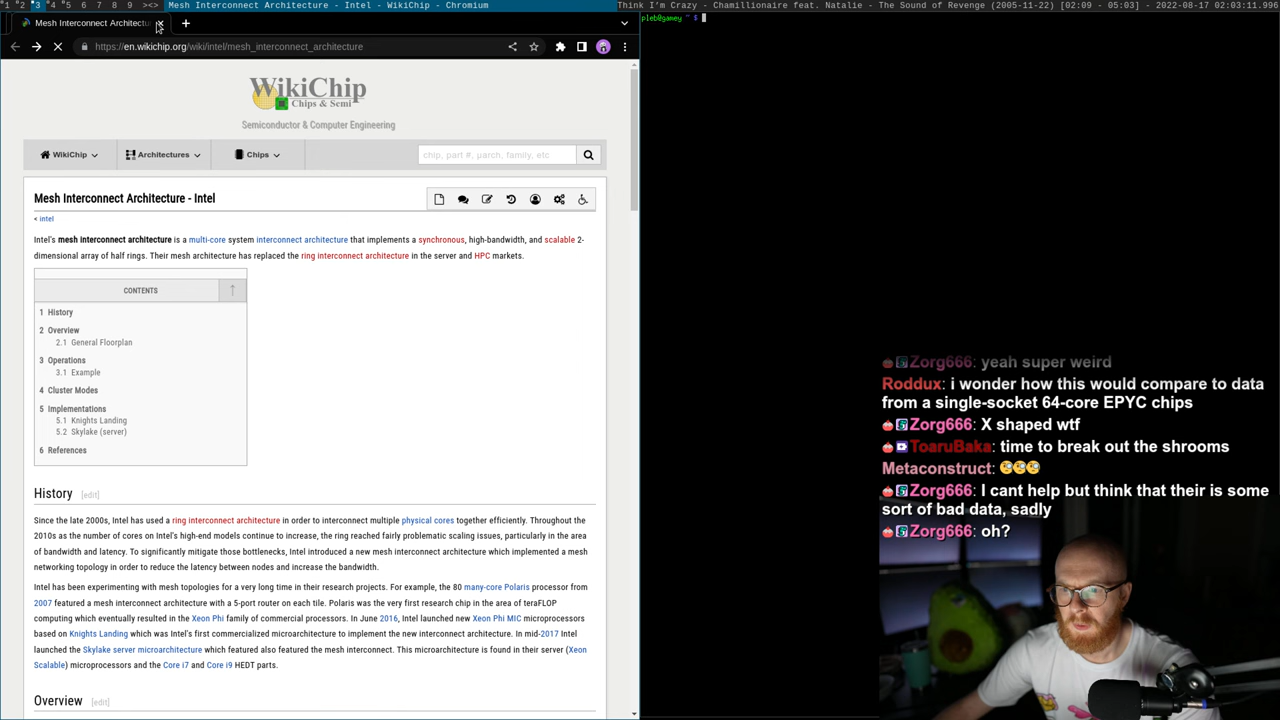 1 2 3 4 5 6 7 8 9 ><> Mesh Interconnect Architecture - Intel - WikiChip - Chromium
Think I'm Crazy - Chamillionaire feat. Natalie - The Sound of Revenge (2005-11-22) [02:09 - 05:03] - 2022-08-17 02:03:11.996
Mesh Interconnect Architectur
https://en.wikichip.org/wiki/intel/mesh_interconnect_architecture
pleb@gamey ~ $
WikiChip
Chips & Semi
Semiconductor & Computer Engineering
WikiChip
Architectures
Chips
chip, part #, µarch, family, etc
Mesh Interconnect Architecture - Intel
< intel
Intel's mesh interconnect architecture is a multi-core system interconnect architecture that implements a synchronous, high-bandwidth, and scalable 2-
dimensional array of half rings. Their mesh architecture has replaced the ring interconnect architecture in the server and HPC markets.
CONTENTS ↑
1 History
2 Overview
2.1 General Floorplan
3 Operations
3.1 Example
4 Cluster Modes
5 Implementations
5.1 Knights Landing
5.2 Skylake (server)
6 References
History [edit]
Since the late 2000s, Intel has used a ring interconnect architecture in order to interconnect multiple physical cores together efficiently. Throughout the
2010s as the number of cores on Intel's high-end models continue to increase, the ring reached fairly problematic scaling issues, particularly in the area
of bandwidth and latency. To significantly mitigate those bottlenecks, Intel introduced a new mesh interconnect architecture which implemented a mesh
networking topology in order to reduce the latency between nodes and increase the bandwidth.
Intel has been experimenting with mesh topologies for a very long time in their research projects. For example, the 80 many-core Polaris processor from
2007 featured a mesh interconnect architecture with a 5-port router on each tile. Polaris was the very first research chip in the area of teraFLOP
computing which eventually resulted in the Xeon Phi family of commercial processors. In June 2016, Intel launched new Xeon Phi MIC microprocessors
based on Knights Landing which was Intel's first commercialized microarchitecture to implement the new interconnect architecture. In mid-2017 Intel
launched the Skylake server microarchitecture which featured also featured the mesh interconnect. This microarchitecture is found in their server (Xeon
Scalable) microprocessors and the Core i7 and Core i9 HEDT parts.
Overview [edit]
Zorg666: yeah super weird
Roddux: i wonder how this would compare to data
from a single-socket 64-core EPYC chips
Zorg666: X shaped wtf
ToaruBaka: time to break out the shrooms
Metaconstruct: 🧐🧐🧐
Zorg666: I cant help but think that their is some
sort of bad data, sadly
Zorg666: oh?